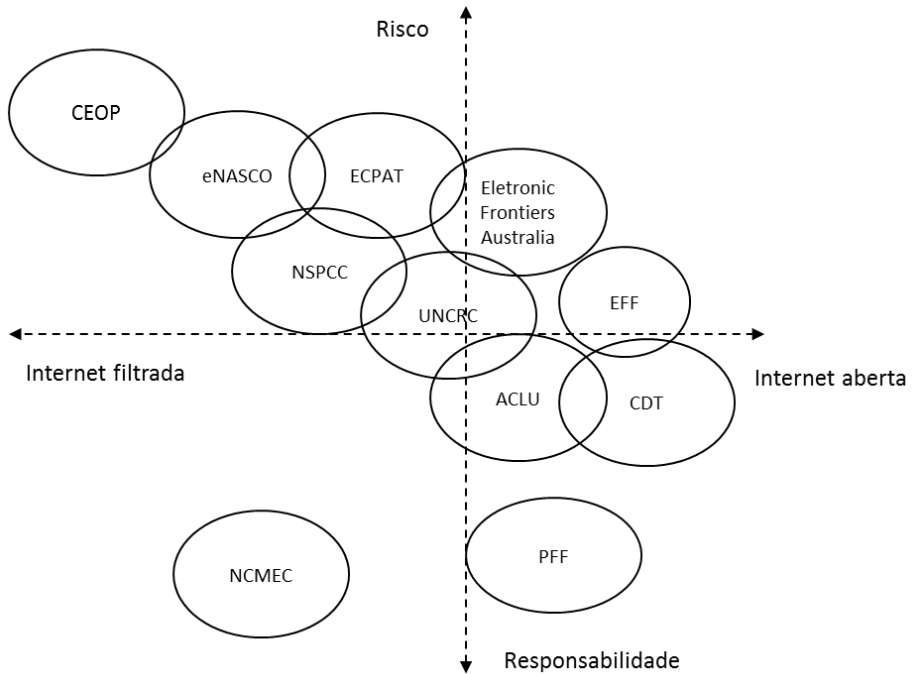 Risco
CEOP
eNASCO
ECPAT
Eletronic
Frontiers
Australia
NSPCC
UNCRC
EFF
Internet filtrada
Internet aberta
ACLU
CDT
NCMEC
PFF
Responsabilidade